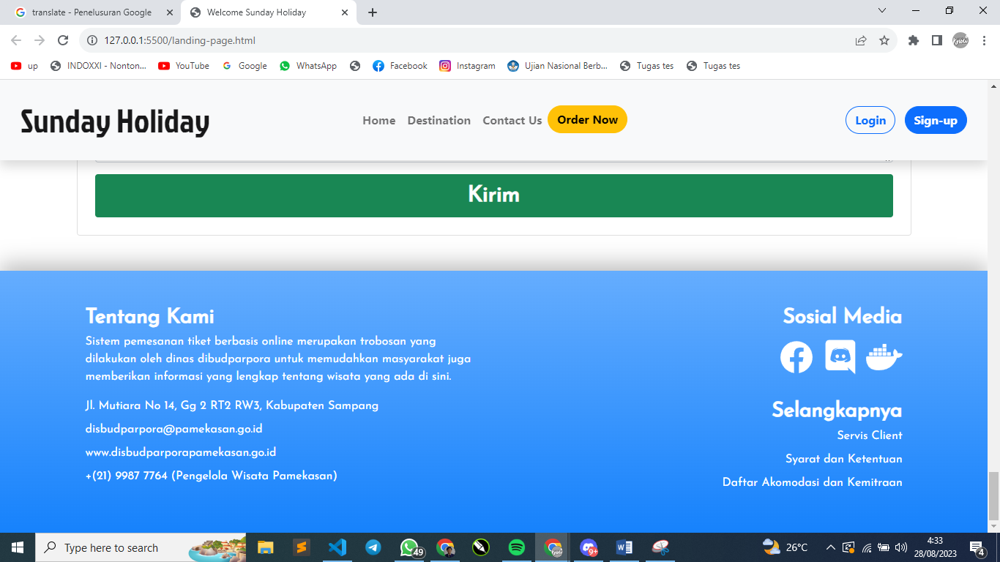 translate - Penelusuran Google
Welcome Sunday Holiday
127.0.0.1:5500/landing-page.html
up
INDOXXI - Nonton...
YouTube
Google
WhatsApp
Facebook
Instagram
Ujian Nasional Berb...
Tugas tes
Tugas tes
Sunday Holiday
Home
Destination
Contact Us
Order Now
Login
Sign-up
Kirim
Tentang Kami
Sistem pemesanan tiket berbasis online merupakan trobosan yang
dilakukan oleh dinas dibudparpora untuk memudahkan masyarakat juga
memberikan informasi yang lengkap tentang wisata yang ada di sini.
Jl. Mutiara No 14, Gg 2 RT2 RW3, Kabupaten Sampang
disbudparpora@pamekasan.go.id
www.disbudparporapamekasan.go.id
+(21) 9987 7764 (Pengelola Wisata Pamekasan)
Sosial Media
Selangkapnya
Servis Client
Syarat dan Ketentuan
Daftar Akomodasi dan Kemitraan
Type here to search
49
9+
26°C
4:33
28/08/2023
4